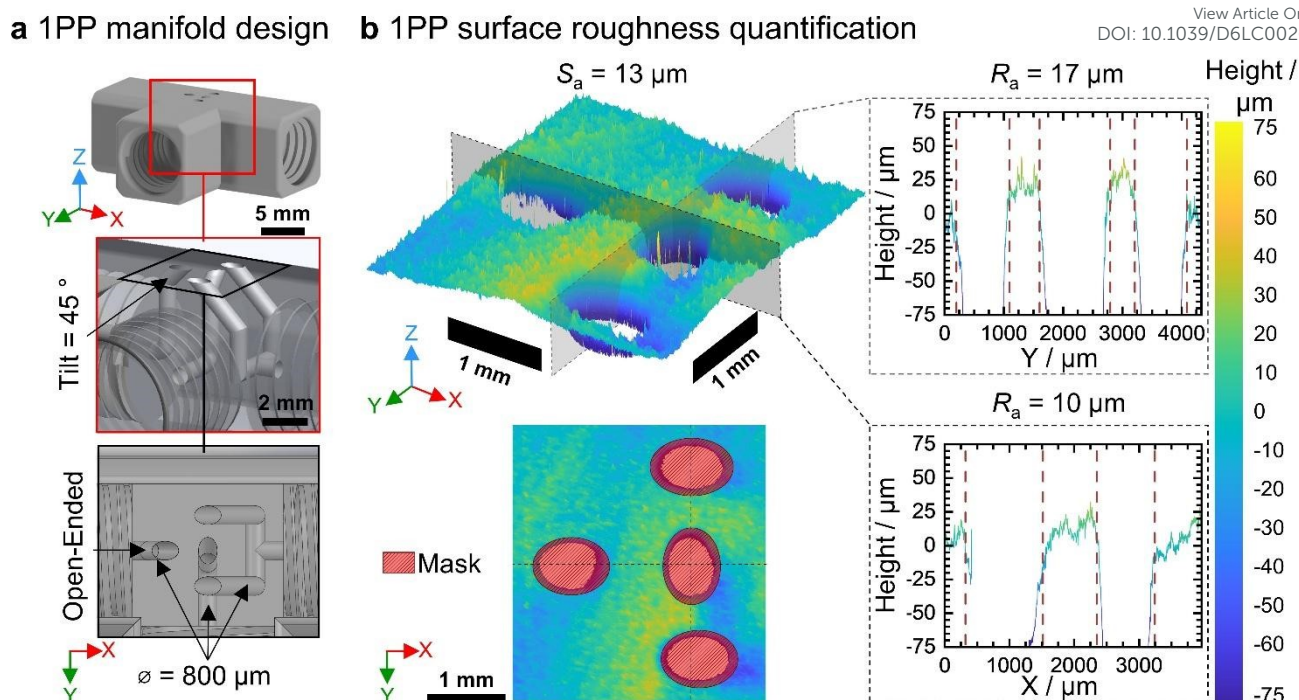 View Article On
DOI: 10.1039/D6LC002
a 1PP manifold design
b 1PP surface roughness quantification
Z
Y
X
5 mm
Tilt = 45 °
2 mm
Open-Ended
X
Y
ø = 800 µm
Sa = 13 µm
1 mm
1 mm
Z
Y
X
Mask
X
Y
1 mm
Ra = 17 µm
Height / µm
75
50
25
0
-25
-50
-75
0
1000
2000
3000
4000
Y / µm
Ra = 10 µm
Height / µm
75
50
25
0
-25
-50
-75
0
1000
2000
3000
X / µm
Height /
µm
75
60
50
40
30
20
10
0
-10
-20
-30
-40
-50
-60
-75